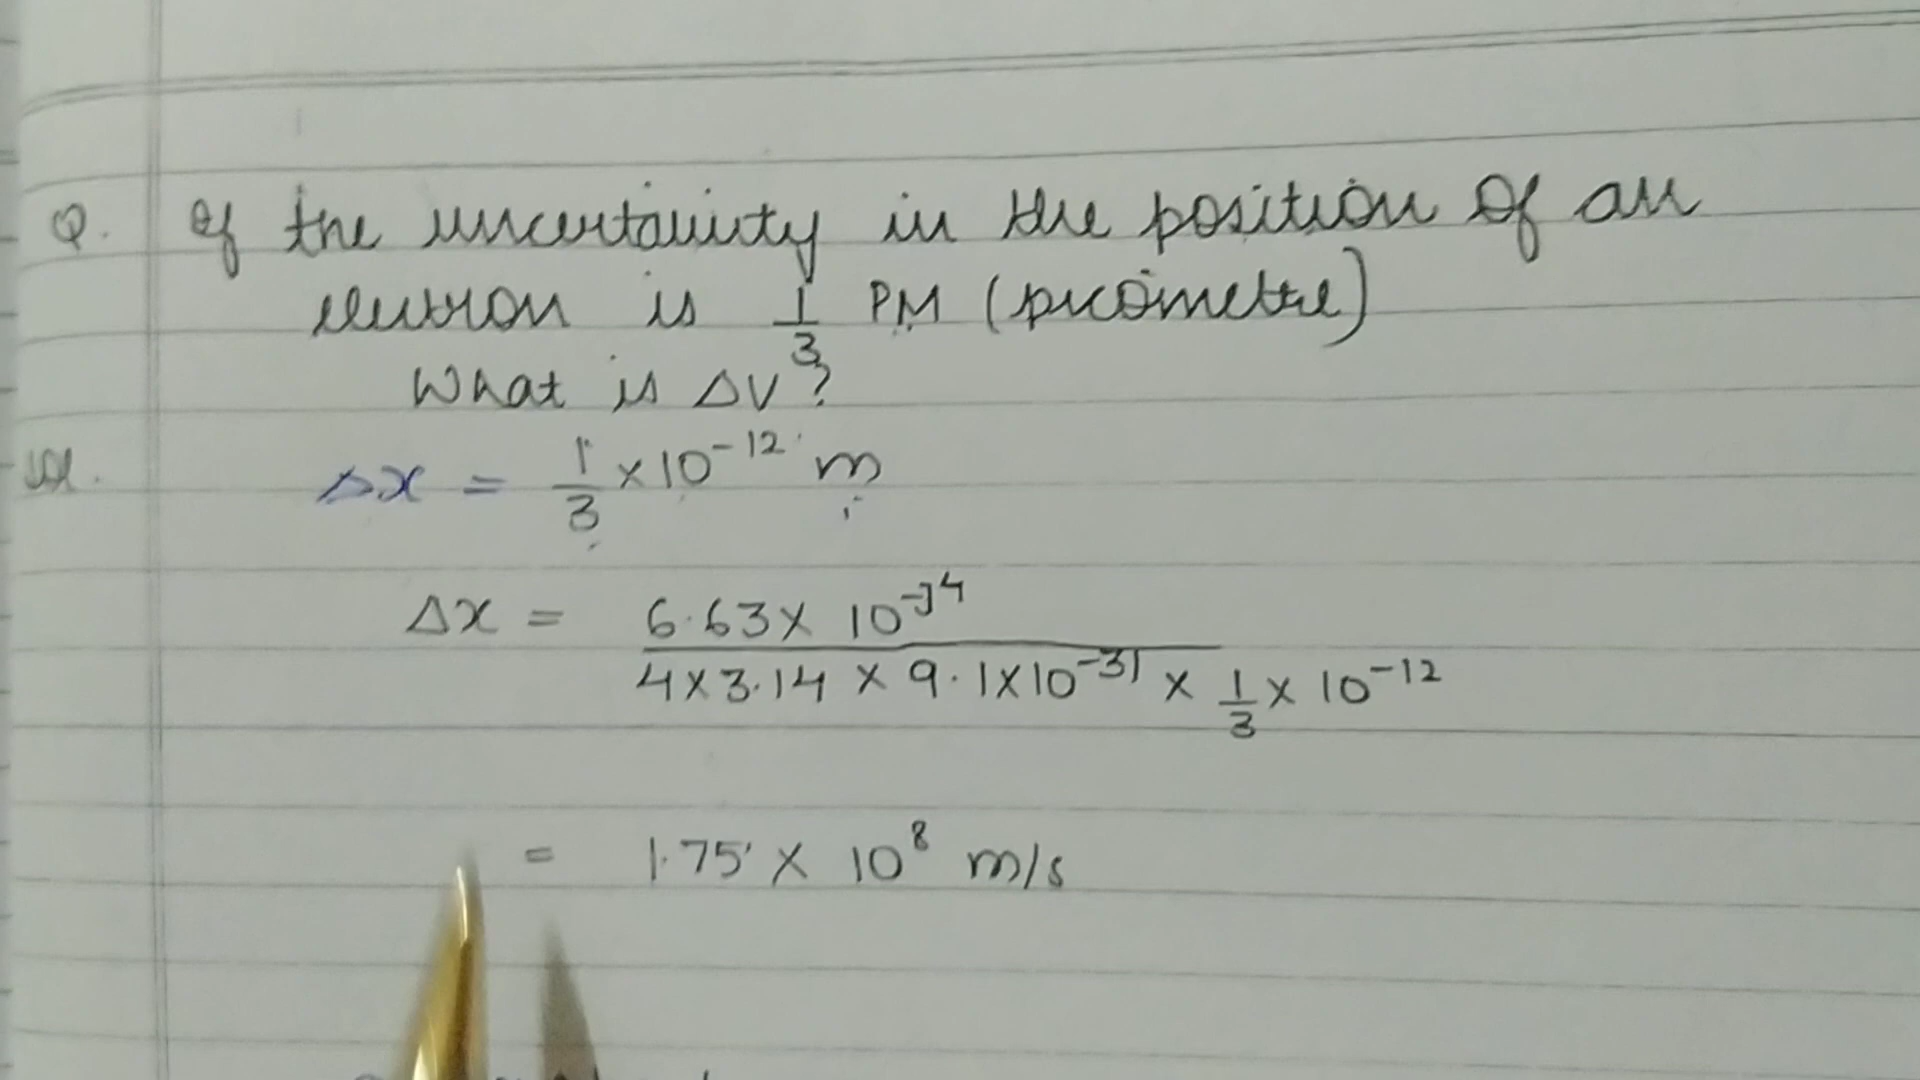 Q. If the uncertainity in the position of an
electron is 1/3 PM (picometre)
What is ΔV?
Δx = 1/3 × 10⁻¹² m
Δx = 6.63 × 10⁻³⁴ / 4 × 3.14 × 9.1 × 10⁻³¹ × 1/3 × 10⁻¹²
= 1.75 × 10⁸ m/s